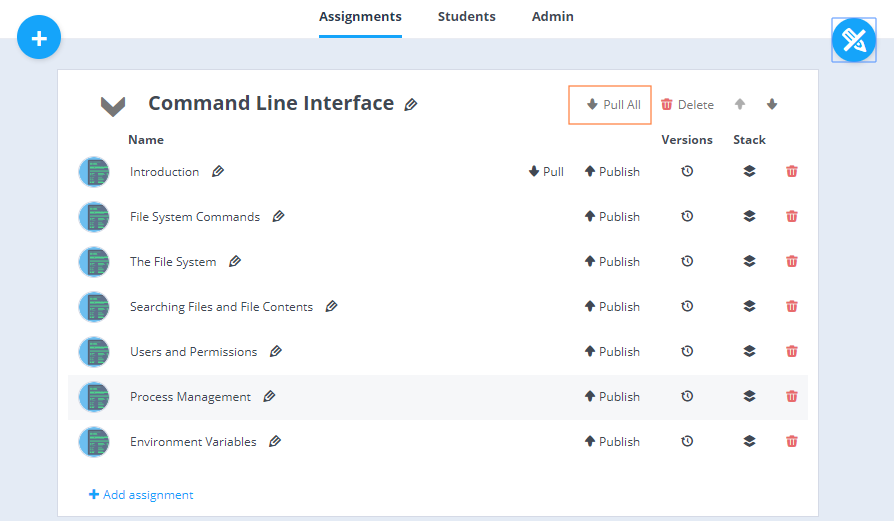 Assignments Students Admin
Command Line Interface Pull All Delete
Name Versions Stack
Introduction Pull Publish
File System Commands Publish
The File System Publish
Searching Files and File Contents Publish
Users and Permissions Publish
Process Management Publish
Environment Variables Publish
Add assignment